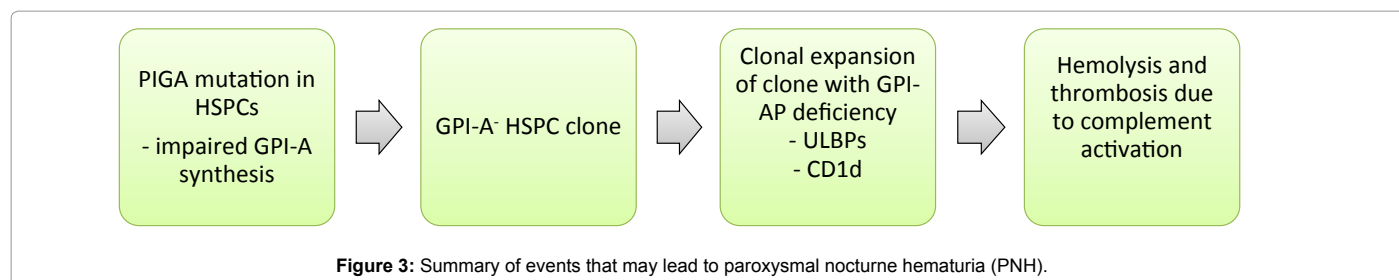 PIGA mutation in
HSPCs
- impaired GPI-A
synthesis
GPI-A- HSPC clone
Clonal expansion
of clone with GPI-
AP deficiency
- ULBPs
- CD1d
Hemolysis and
thrombosis due
to complement
activation
Figure 3: Summary of events that may lead to paroxysmal nocturne hematuria (PNH).